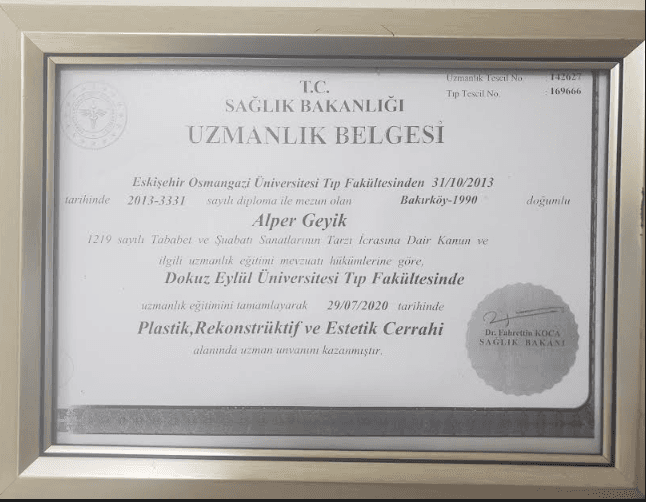 Uzmanlık Tescil No : 142627
Tıp Tescil No. : 169666
T.C.
SAĞLIK BAKANLIĞI
UZMANLIK BELGESİ
Eskişehir Osmangazi Üniversitesi Tıp Fakültesinden 31/10/2013
tarihinde 2013-3331 sayılı diploma ile mezun olan Bakırköy-1990 doğumlu
Alper Geyik
1219 sayılı Tababet ve Şuabatı Sanatlarının Tarzı İcrasına Dair Kanun ve
ilgili uzmanlık eğitimi mevzuatı hükümlerine göre,
Dokuz Eylül Üniversitesi Tıp Fakültesinde
uzmanlık eğitimini tamamlayarak 29/07/2020 tarihinde
Plastik,Rekonstrüktif ve Estetik Cerrahi
alanında uzman unvanını kazanmıştır.
Dr. Fahrettin KOCA
SAĞLIK BAKANI